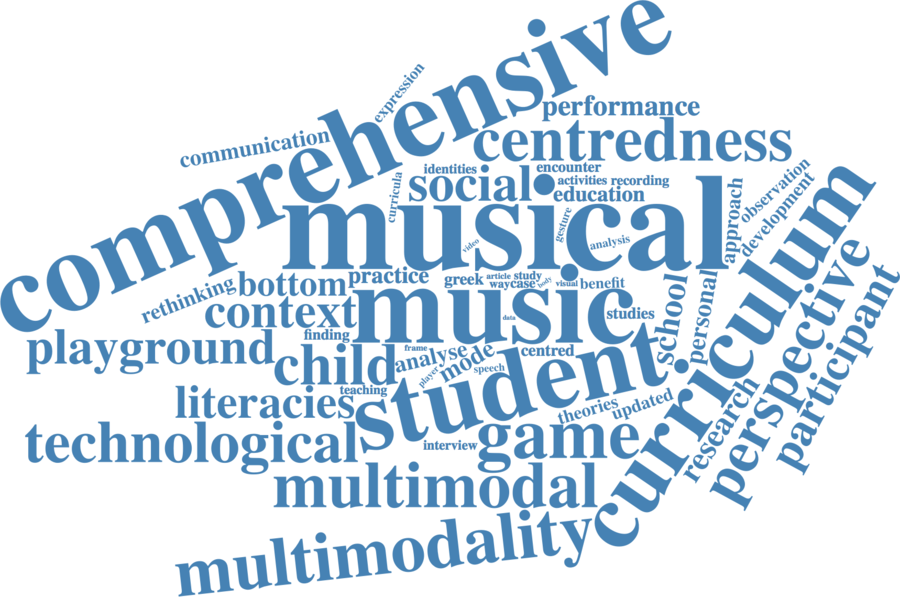 comprehensive
expression
performance
communication
centredness
identities
encounter
social
activities
recording
education
curricula
musical
gesture
approach
observation
development
video
analysis
rethinking
bottom
practice
greek
article
study
waycase
body
visual
benefit
context
music
data
studies
school
personal
curriculum
perspective
participant
finding
playground
child
frame
analyse
mode
player
speech
centred
student
teaching
literacies
theories
updated
research
technological
interview
game
multimodal
multimodality